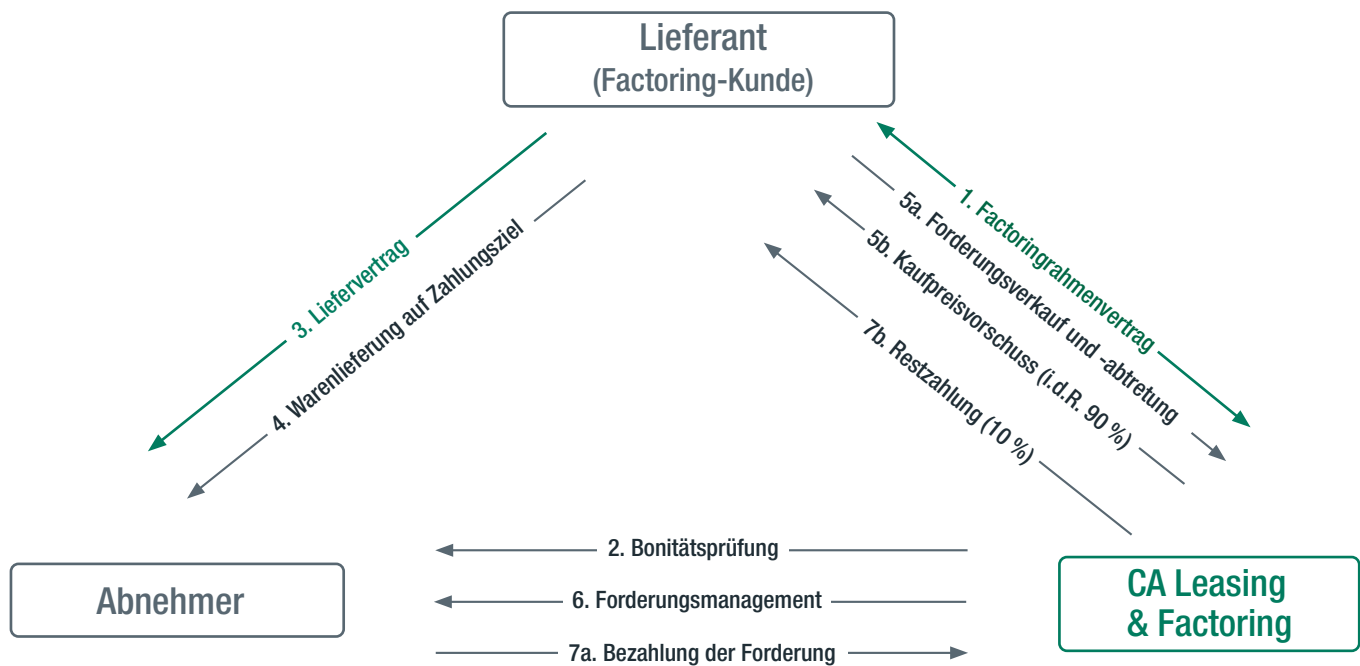 Lieferant
(Factoring-Kunde)
1. Factoringrahmenvertrag
5a. Forderungsverkauf und -abtretung
5b. Kaufpreisvorschuss (i.d.R. 90 %)
7b. Restzahlung (10 %)
3. Liefervertrag
4. Warenlieferung auf Zahlungsziel
2. Bonitätsprüfung
6. Forderungsmanagement
7a. Bezahlung der Forderung
Abnehmer
CA Leasing
& Factoring